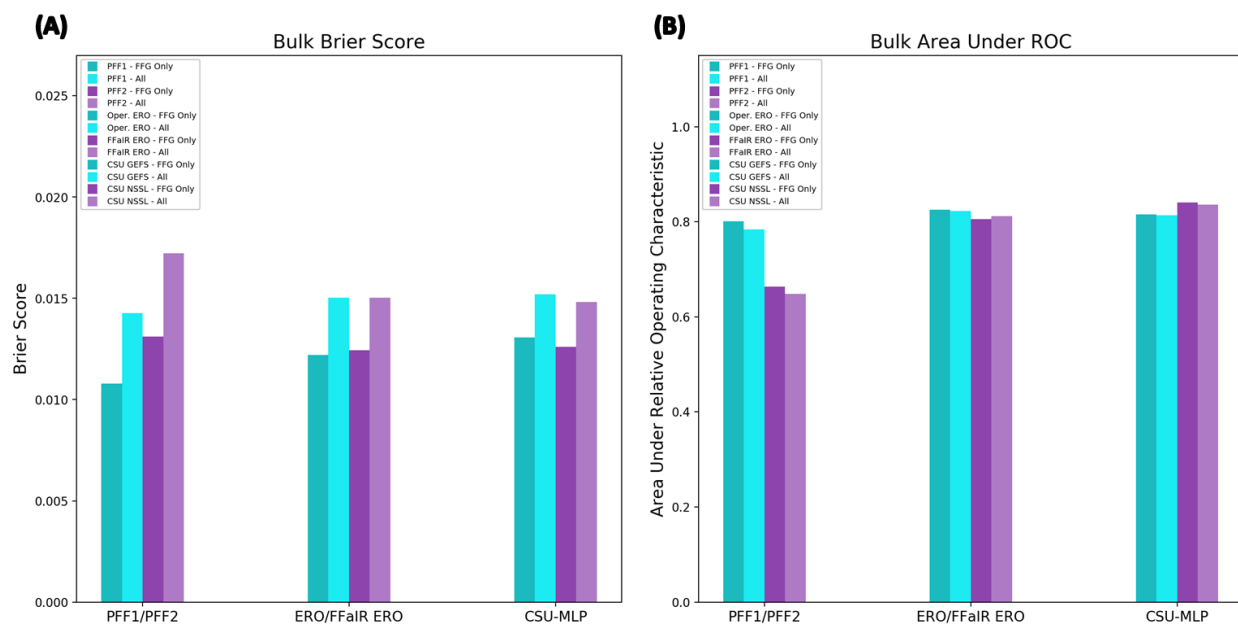 (A)
Bulk Brier Score
PFF1 - FFG Only
PFF1 - All
PFF2 - FFG Only
PFF2 - All
Oper. ERO - FFG Only
Oper. ERO - All
FFaIR ERO - FFG Only
FFaIR ERO - All
CSU GEFS - FFG Only
CSU GEFS - All
CSU NSSL - FFG Only
CSU NSSL - All
Brier Score
0.025
0.020
0.015
0.010
0.005
0.000
PFF1/PFF2
ERO/FFaIR ERO
CSU-MLP
(B)
Bulk Area Under ROC
PFF1 - FFG Only
PFF1 - All
PFF2 - FFG Only
PFF2 - All
Oper. ERO - FFG Only
Oper. ERO - All
FFaIR ERO - FFG Only
FFaIR ERO - All
CSU GEFS - FFG Only
CSU GEFS - All
CSU NSSL - FFG Only
CSU NSSL - All
Area Under Relative Operating Characteristic
1.0
0.8
0.6
0.4
0.2
0.0
PFF1/PFF2
ERO/FFaIR ERO
CSU-MLP